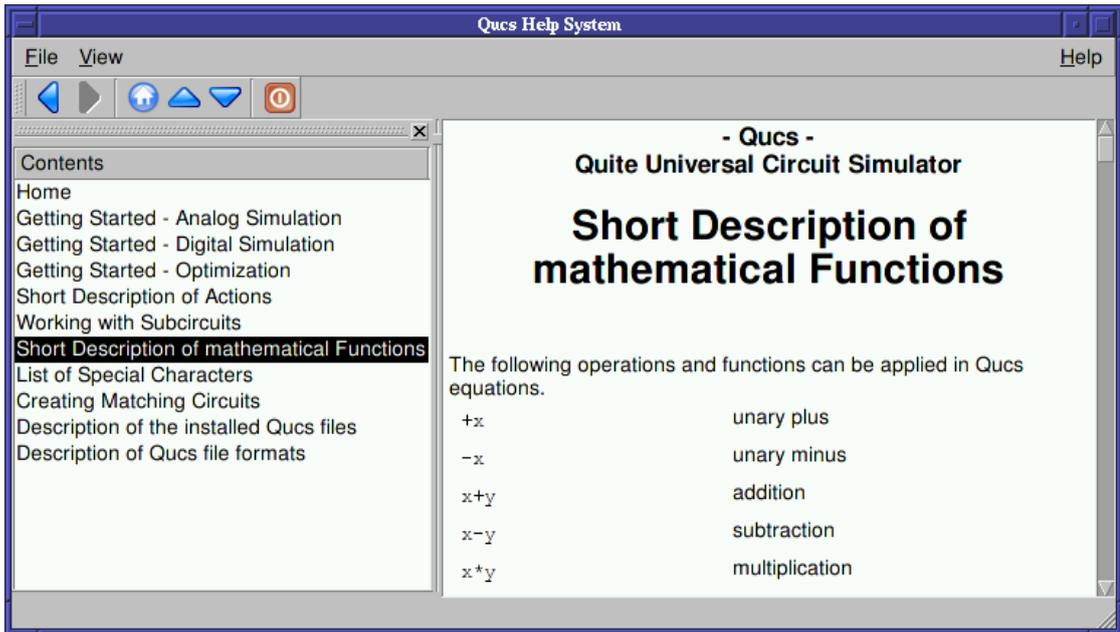 Qucs Help System
File View Help
Contents
Home
Getting Started - Analog Simulation
Getting Started - Digital Simulation
Getting Started - Optimization
Short Description of Actions
Working with Subcircuits
Short Description of mathematical Functions
List of Special Characters
Creating Matching Circuits
Description of the installed Qucs files
Description of Qucs file formats
- Qucs -
Quite Universal Circuit Simulator
Short Description of
mathematical Functions
The following operations and functions can be applied in Qucs
equations.
+x unary plus
-x unary minus
x+y addition
x-y subtraction
x*y multiplication